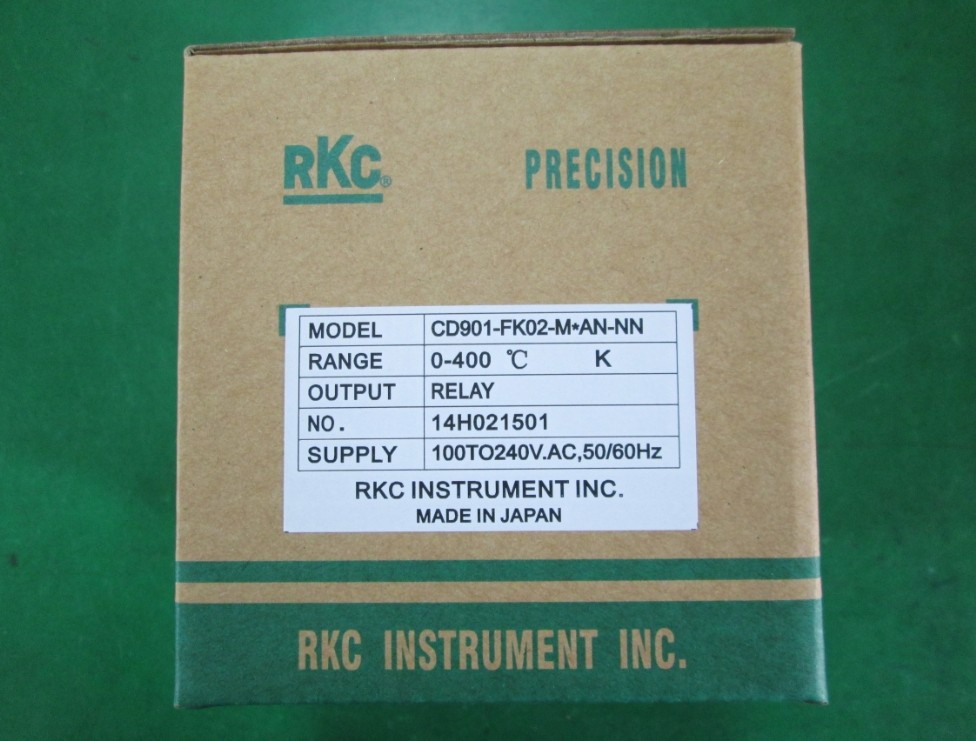 RKC® PRECISION
MODEL CD901-FK02-M*AN-NN
RANGE 0-400 ℃ K
OUTPUT RELAY
NO. 14H021501
SUPPLY 100TO240V.AC,50/60Hz
RKC INSTRUMENT INC.
MADE IN JAPAN
RKC INSTRUMENT INC.